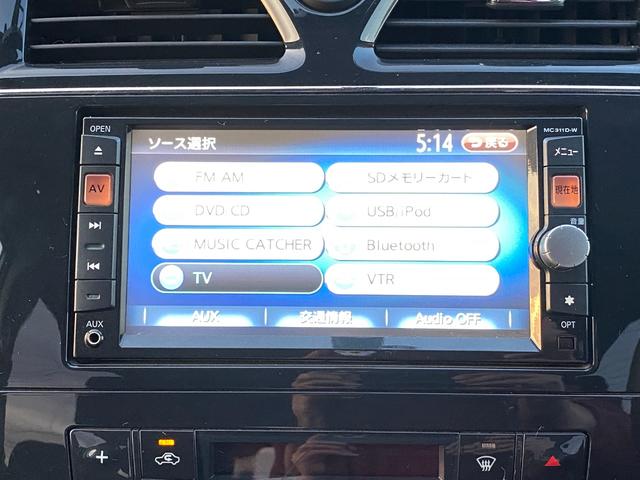 OPEN
MC311D-W
ソース選択
5:14
戻る
メニュー
AV
FM AM
SDメモリーカード
現在地
DVD CD
USB/iPod
音量
MUSIC CATCHER
Bluetooth
TV
VTR
AUX
交通情報
Audio OFF
AUX
OPT